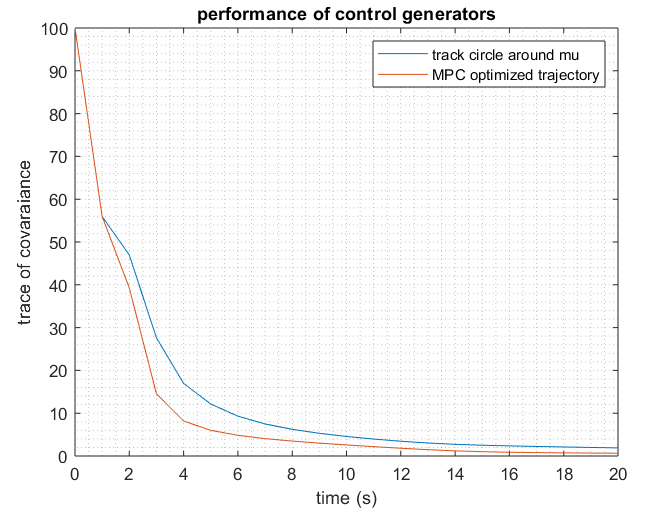 performance of control generators
track circle around mu
MPC optimized trajectory
trace of covaraiance
100
90
80
70
60
50
40
30
20
10
0
0 2 4 6 8 10 12 14 16 18 20
time (s)